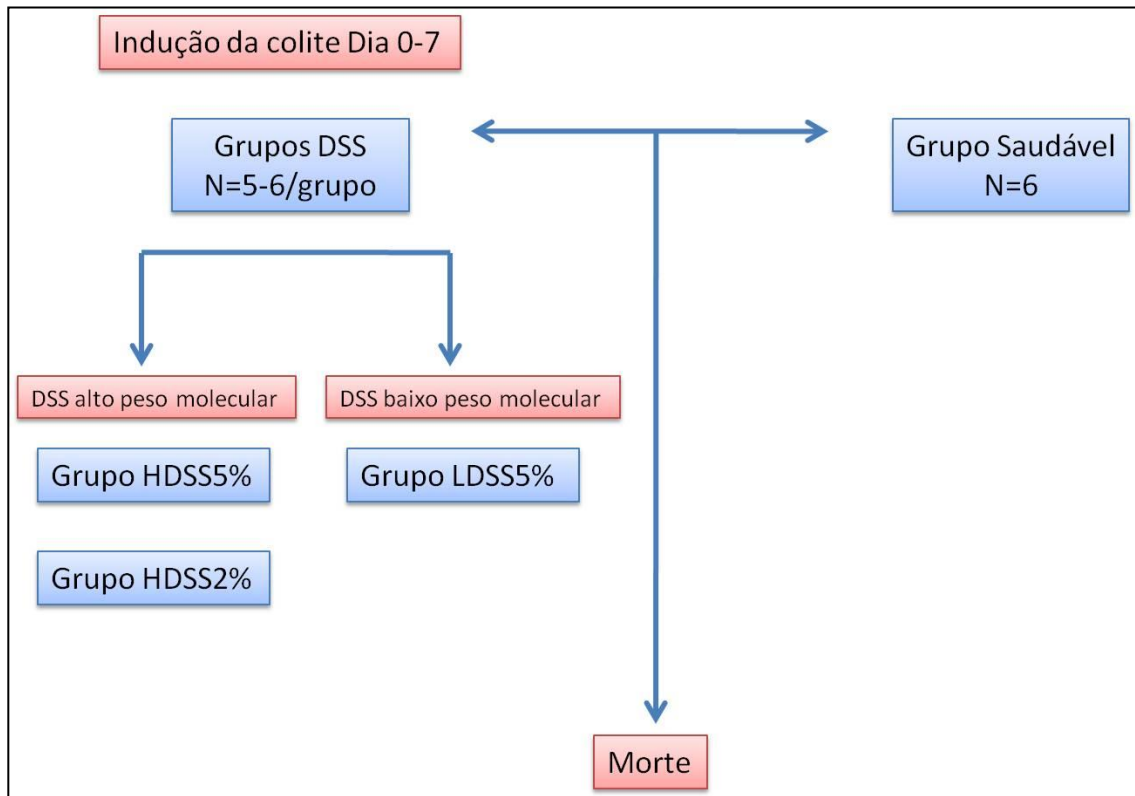 Indução da colite Dia 0-7
Grupos DSS
N=5-6/grupo
Grupo Saudável
N=6
DSS alto peso molecular
DSS baixo peso molecular
Grupo HDSS5%
Grupo LDSS5%
Grupo HDSS2%
Morte